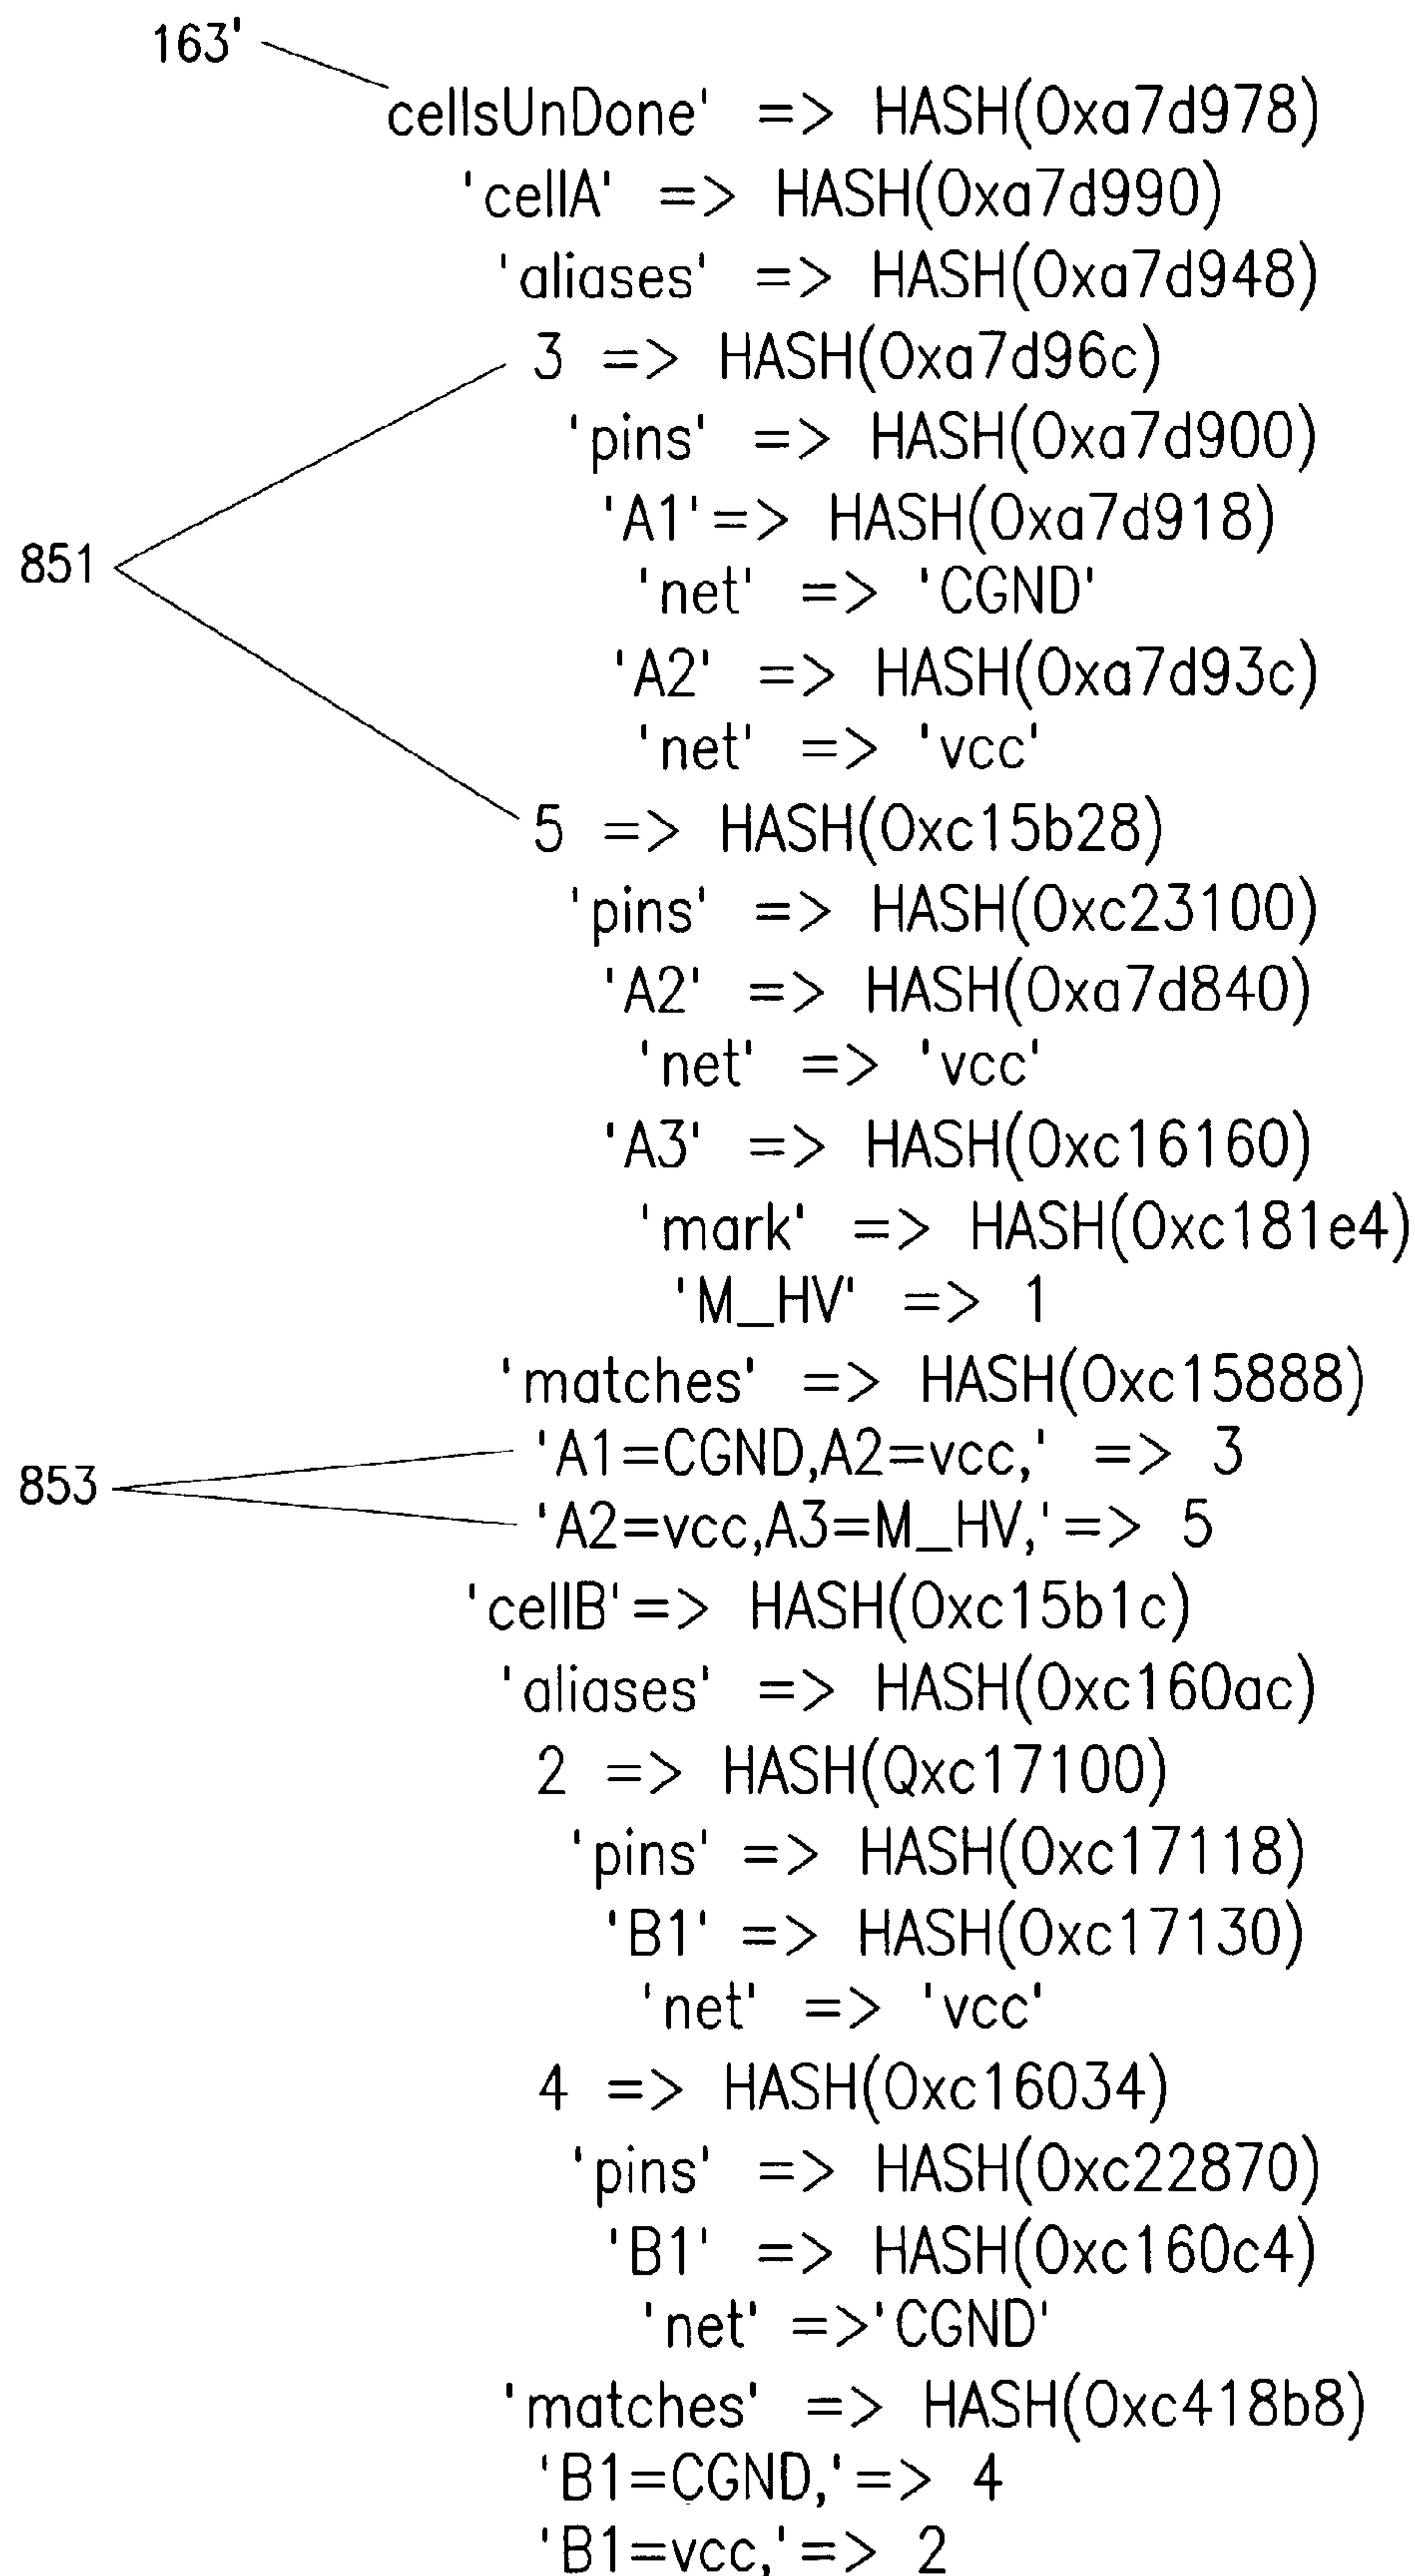 163'
cellsUnDone' => HASH(0xa7d978)
'cellA' => HASH(0xa7d990)
'aliases' => HASH(0xa7d948)
3 => HASH(0xa7d96c)
'pins' => HASH(0xa7d900)
'A1'=> HASH(0xa7d918)
851
'net' => 'CGND'
'A2' => HASH(0xa7d93c)
'net' => 'vcc'
5 => HASH(0xc15b28)
'pins' => HASH(0xc23100)
'A2' => HASH(0xa7d840)
'net' => 'vcc'
'A3' => HASH(0xc16160)
'mark' => HASH(0xc181e4)
'M_HV' => 1
'matches' => HASH(0xc15888)
'A1=CGND,A2=vcc,' => 3
853
'A2=vcc,A3=M_HV,'=> 5
'cellB'=> HASH(0xc15b1c)
'aliases' => HASH(0xc160ac)
2 => HASH(Qxc17100)
'pins' => HASH(0xc17118)
'B1' => HASH(0xc17130)
'net' => 'vcc'
4 => HASH(0xc16034)
'pins' => HASH(0xc22870)
'B1' => HASH(0xc160c4)
'net' =>'CGND'
'matches' => HASH(0xc418b8)
'B1=CGND,'=> 4
'B1=vcc,'=> 2